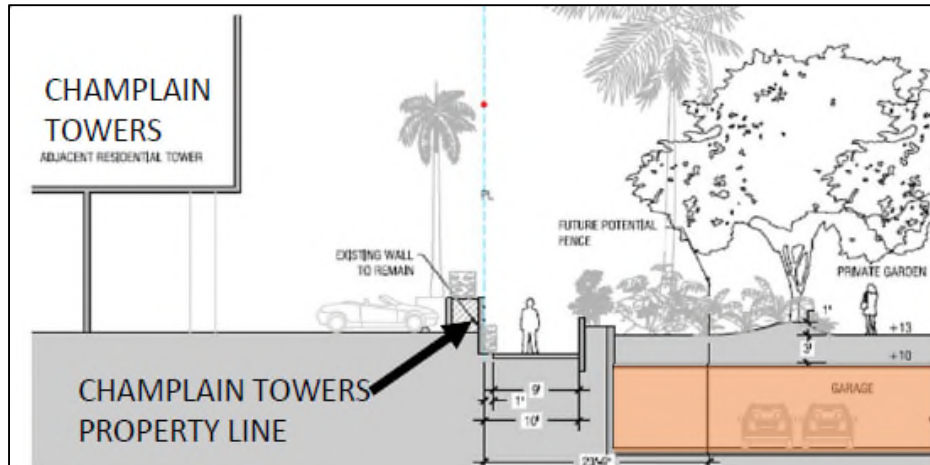 CHAMPLAIN
TOWERS
ADJACENT RESIDENTIAL TOWER
PL
FUTURE POTENTIAL
FENCE
EXISTING WALL
TO REMAIN
PRIVATE GARDEN
1'
+13
3'
+10
CHAMPLAIN TOWERS
PROPERTY LINE
9'
1'
10'
GARAGE